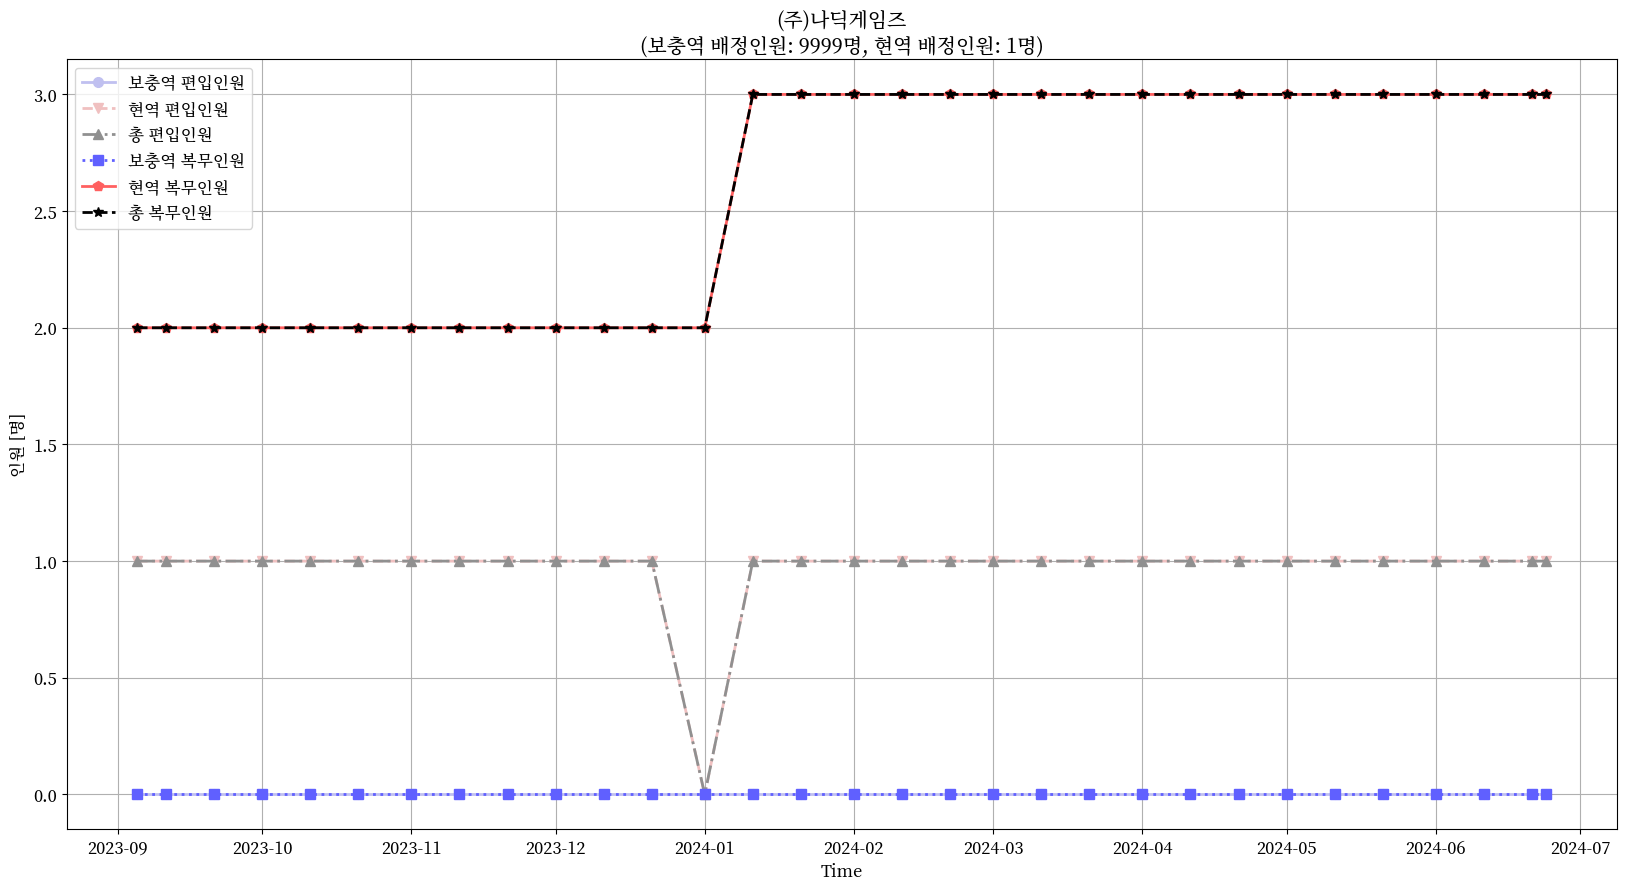 (주)나딕게임즈
(보충역 배정인원: 9999명, 현역 배정인원: 1명)
보충역 편입인원
현역 편입인원
총 편입인원
보충역 복무인원
현역 복무인원
총 복무인원
3.0
2.5
2.0
1.5
1.0
0.5
0.0
인원 [명]
2023-09
2023-10
2023-11
2023-12
2024-01
2024-02
2024-03
2024-04
2024-05
2024-06
2024-07
Time